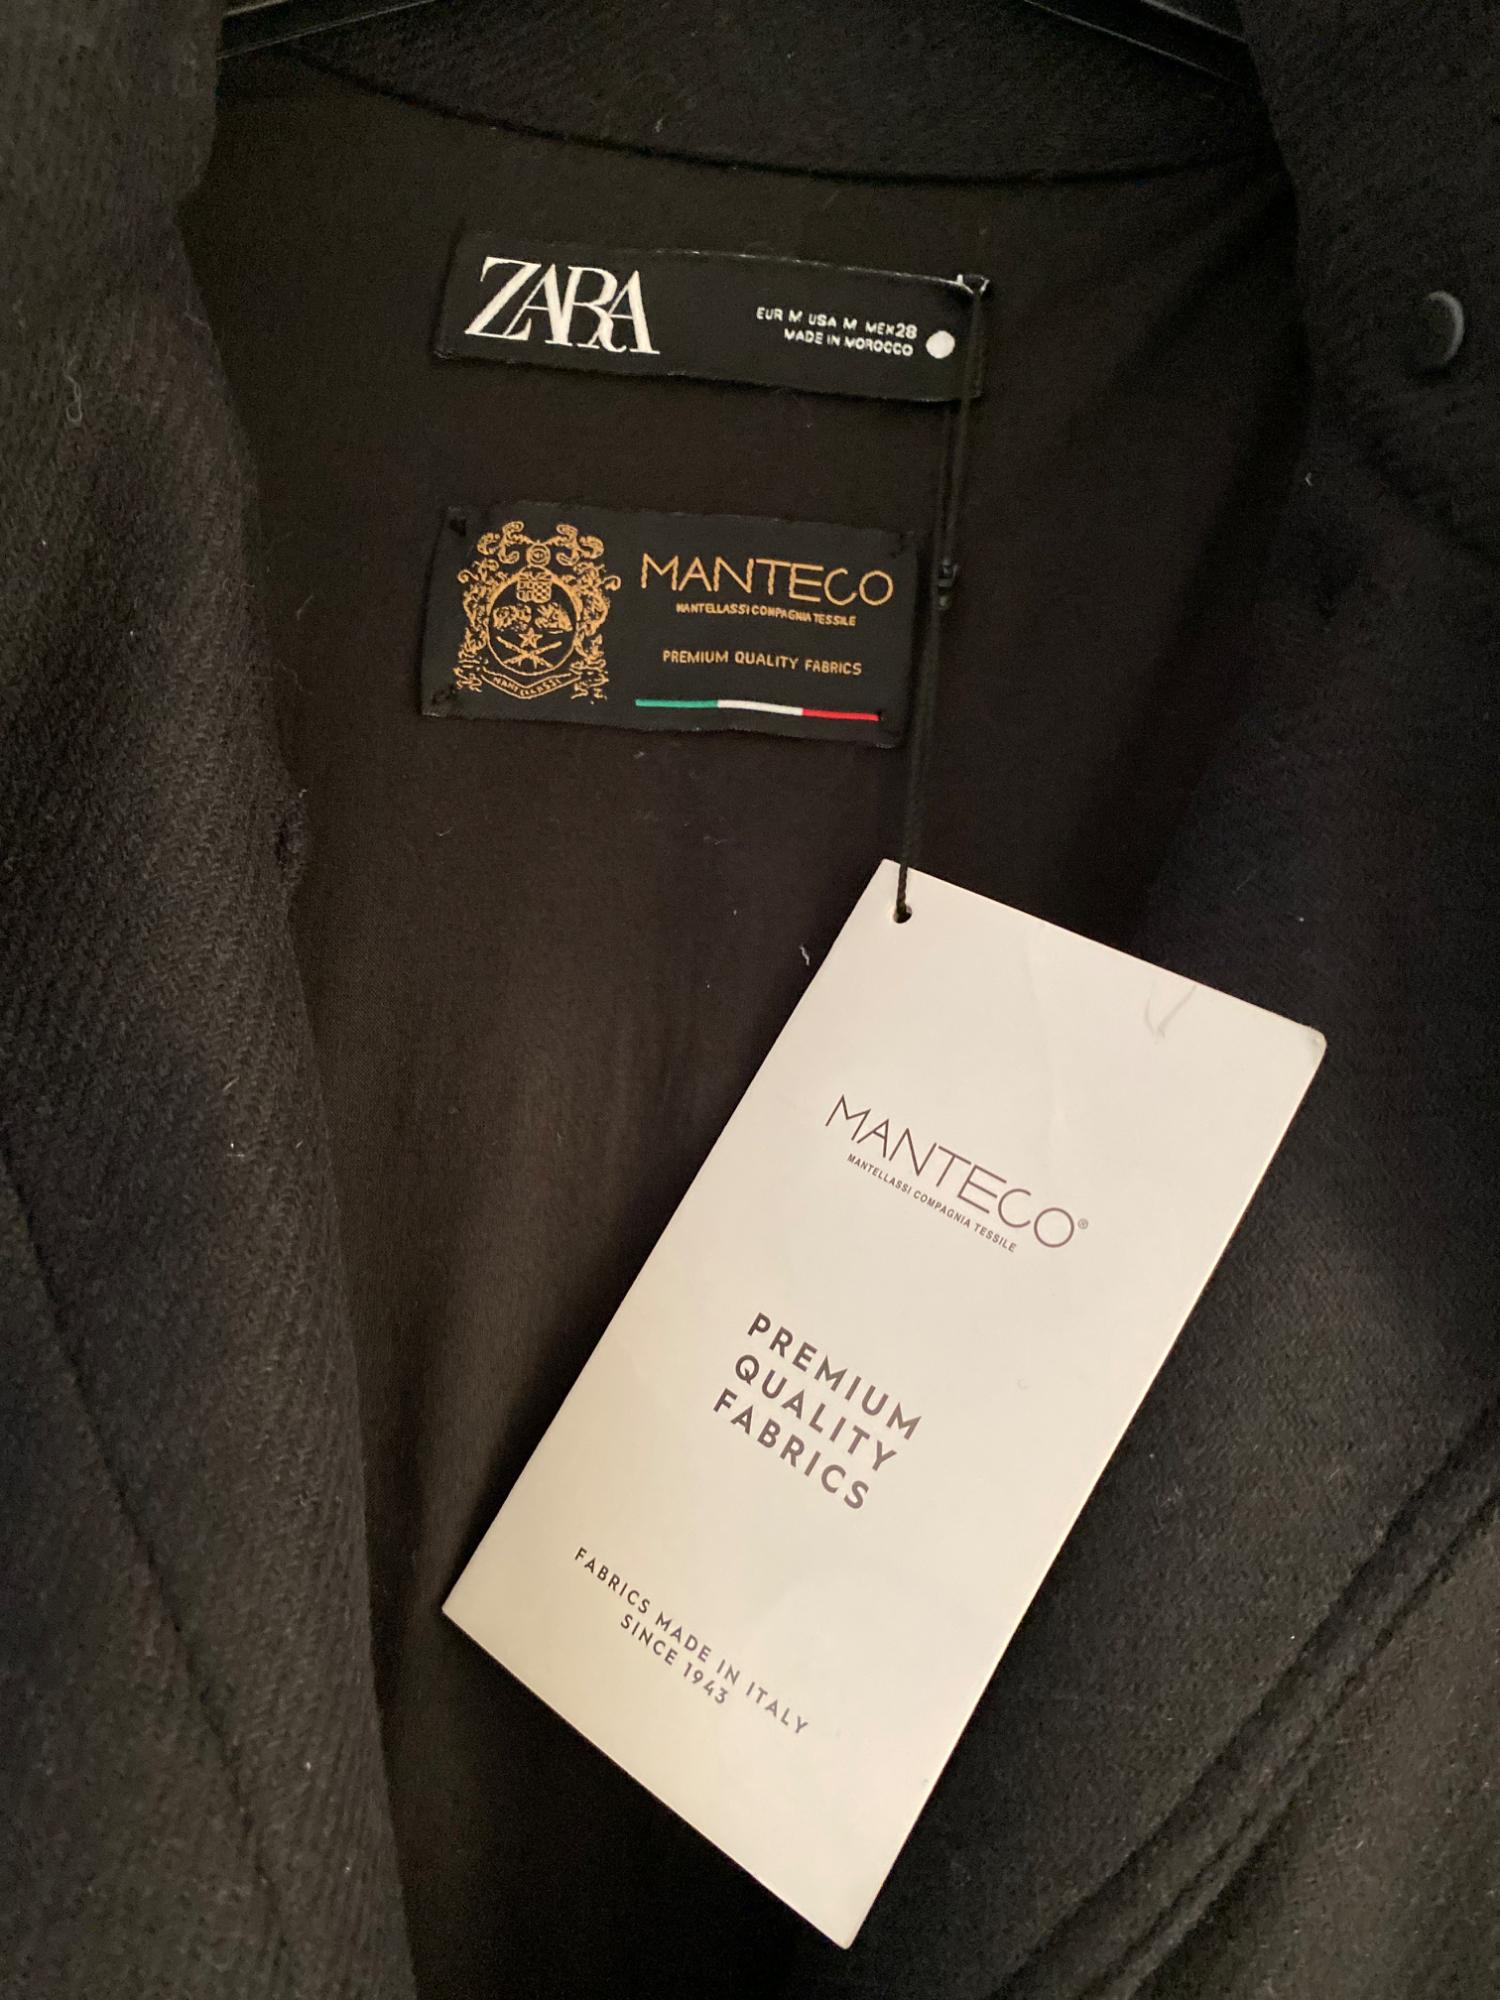 ZARA
EUR M USA M MEX 28
MADE IN MOROCCO
MANTECO
MANTELLASSI COMPAGNIA TESSILE
PREMIUM QUALITY FABRICS
MANTELLASSI
MANTECO®
MANTELLASSI COMPAGNIA TESSILE
PREMIUM
QUALITY
FABRICS
FABRICS MADE IN ITALY
SINCE 1943